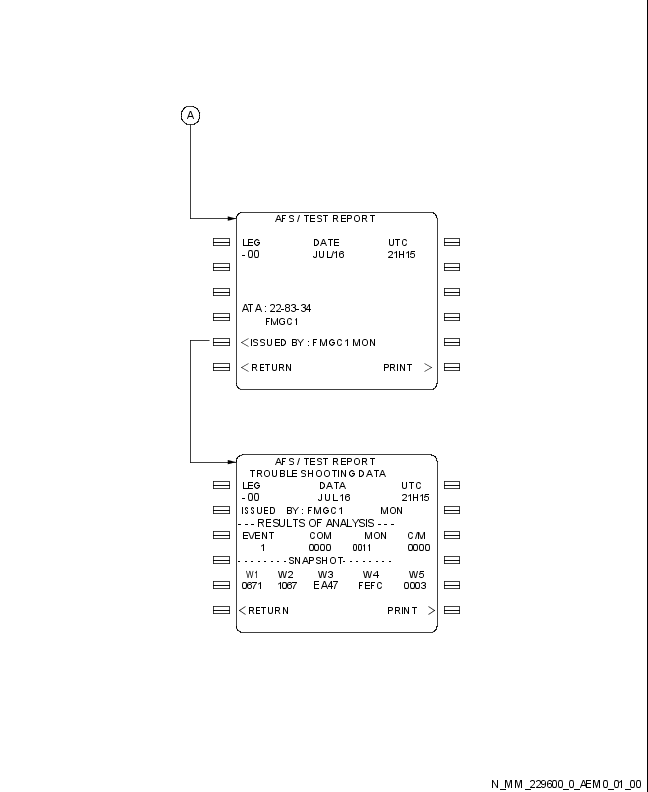 A
AFS / TEST REPORT
LEG DATE UTC
- 00 JUL/16 21H15
ATA : 22-83-34
FMGC1
<ISSUED BY : FMGC1 MON
<RETURN PRINT >
AFS / TEST REPORT
TROUBLE SHOOTING DATA
LEG DATA UTC
- 00 JUL16 21H15
ISSUED BY : FMGC1 MON
- - - RESULTS OF ANALYSIS - - -
EVENT COM MON C/M
1 0000 0011 0000
- - - - - - - - SNAPSHOT- - - - - - - -
W1 W2 W3 W4 W5
0671 1067 EA47 FEFC 0003
<RETURN PRINT >
N_MM_229600_0_AEM0_01_00